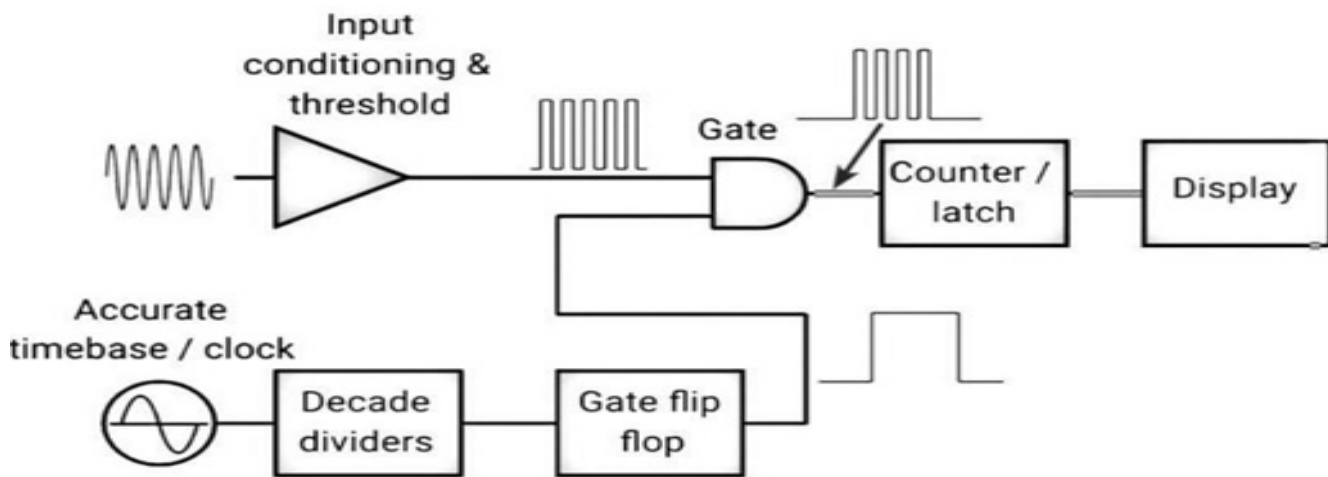 Input
conditioning &
threshold
Gate
Counter /
latch
Display
Accurate
timebase / clock
Decade
dividers
Gate flip
flop